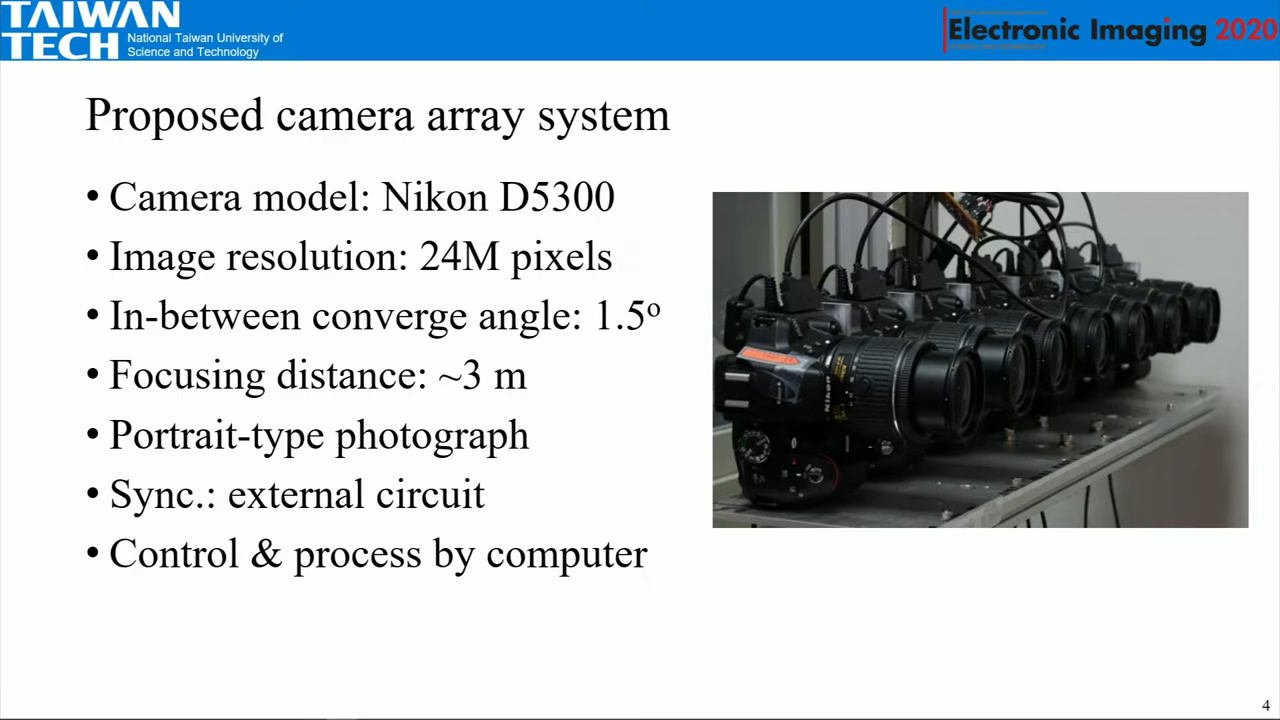 TAIWAN
TECH
National Taiwan University of
Science and Technology
Electronic Imaging 2020
Proposed camera array system
• Camera model: Nikon D5300
• Image resolution: 24M pixels
• In-between converge angle: 1.5º
• Focusing distance: ~3 m
• Portrait-type photograph
• Sync.: external circuit
• Control & process by computer
Nikon
4